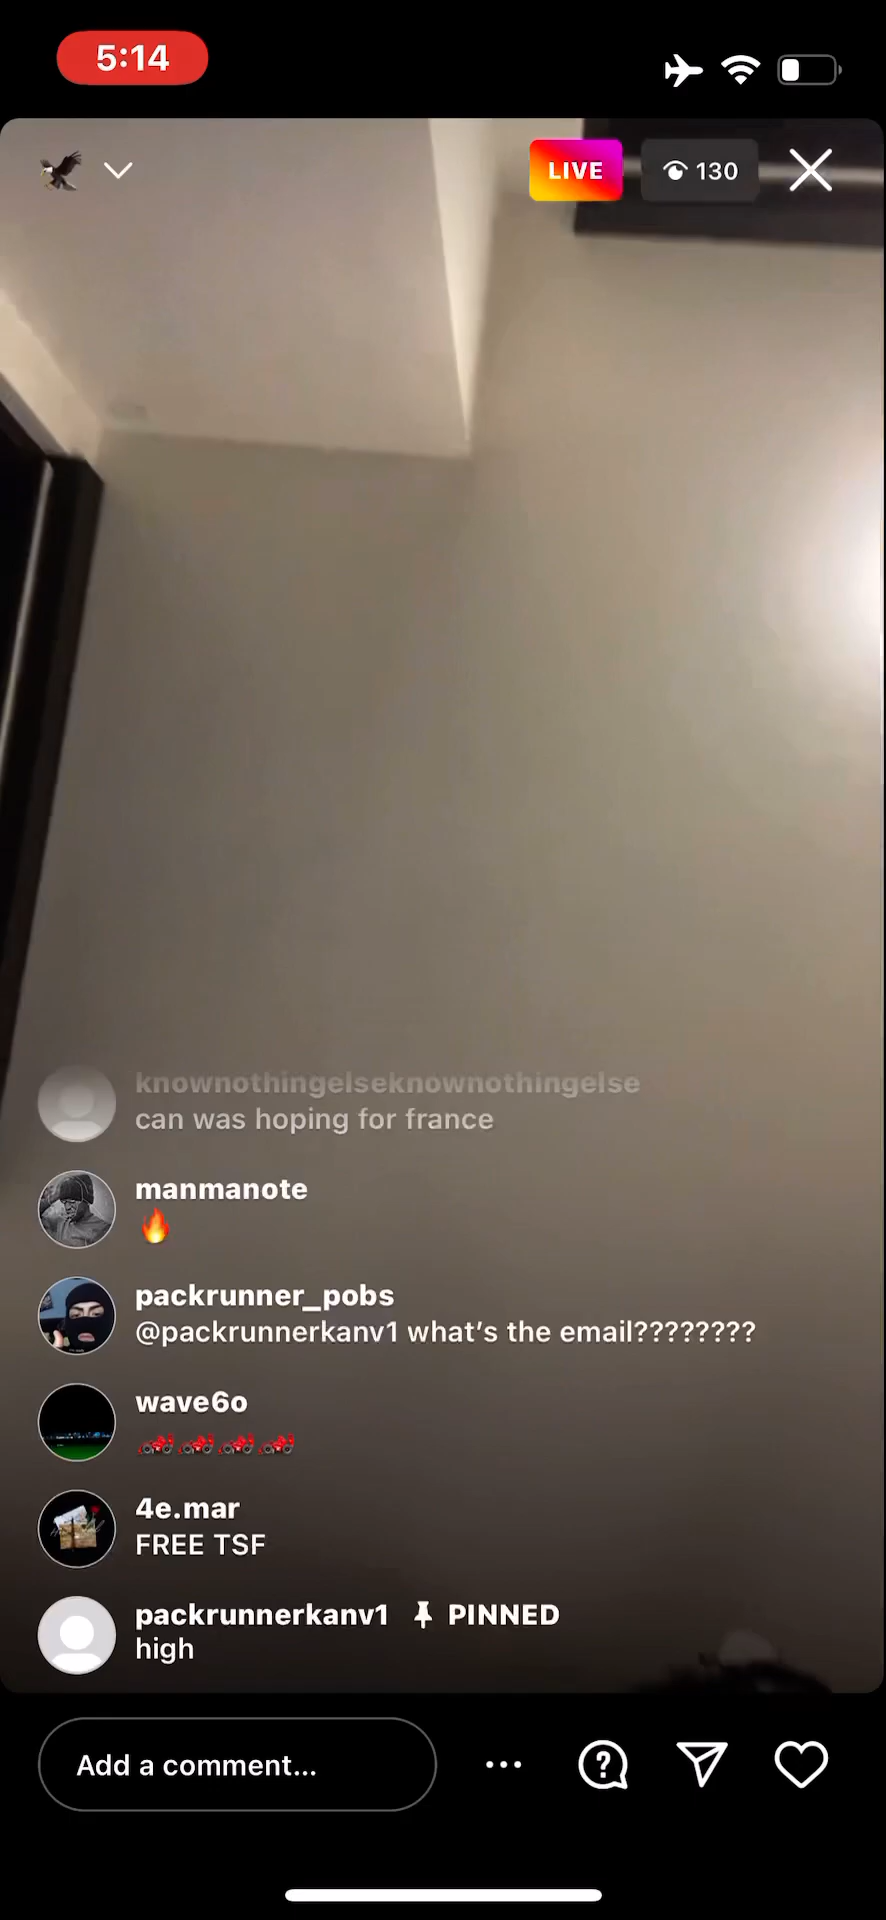 5:14
LIVE
130
knownothingelseknownothingelse
can was hoping for france
manmanote
🔥
packrunner_pobs
@packrunnerkanv1 what's the email????????
wave6o
🏎️🏎️🏎️🏎️
4e.mar
FREE TSF
packrunnerkanv1 📌 PINNED
high
Add a comment...